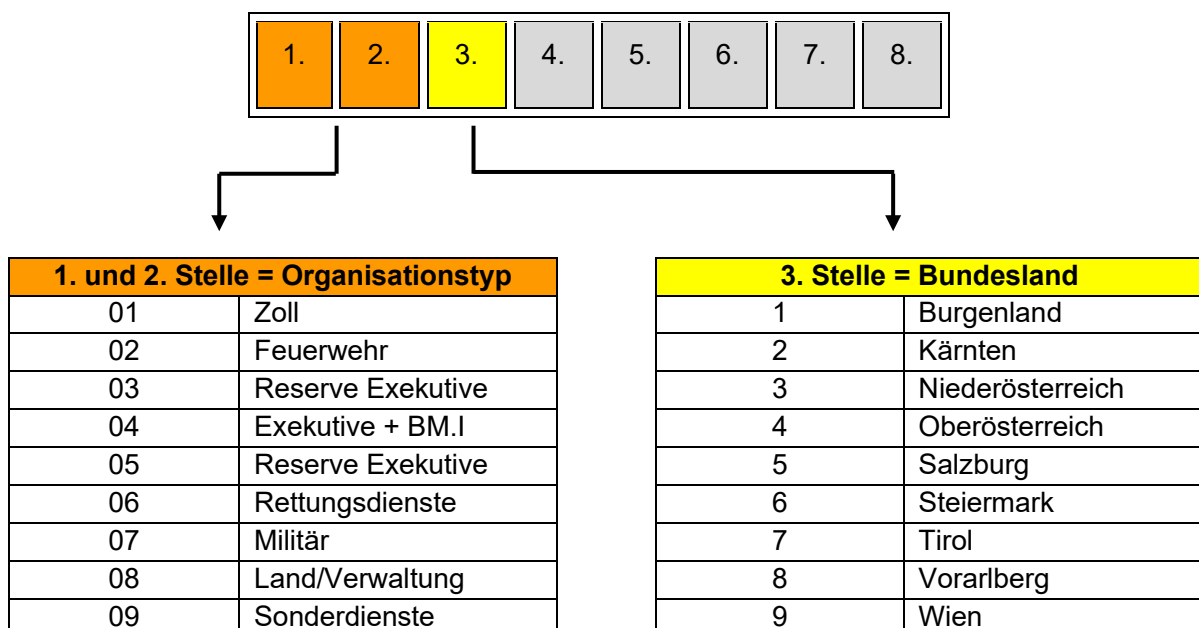 1. 2. 3. 4. 5. 6. 7. 8.
1. und 2. Stelle = Organisationstyp
01 Zoll
02 Feuerwehr
03 Reserve Exekutive
04 Exekutive + BM.I
05 Reserve Exekutive
06 Rettungsdienste
07 Militär
08 Land/Verwaltung
09 Sonderdienste
3. Stelle = Bundesland
1 Burgenland
2 Kärnten
3 Niederösterreich
4 Oberösterreich
5 Salzburg
6 Steiermark
7 Tirol
8 Vorarlberg
9 Wien